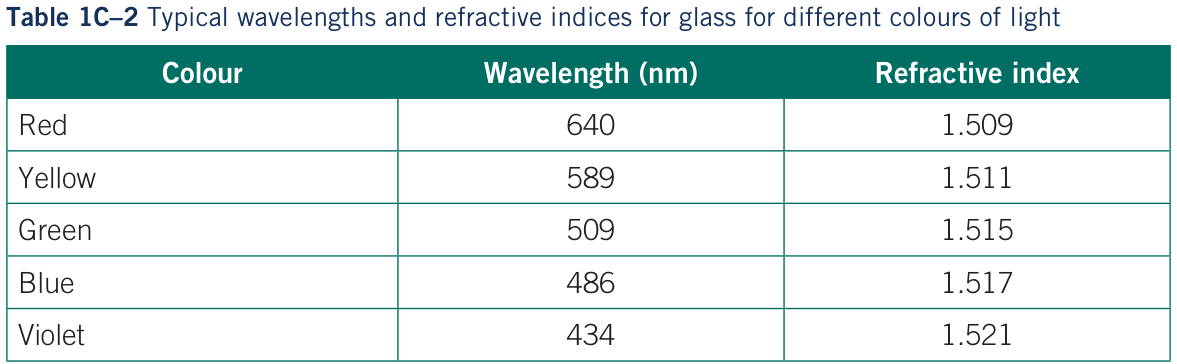 Table 1C–2 Typical wavelengths and refractive indices for glass for different colours of light
Colour Wavelength (nm) Refractive index
Red 640 1.509
Yellow 589 1.511
Green 509 1.515
Blue 486 1.517
Violet 434 1.521